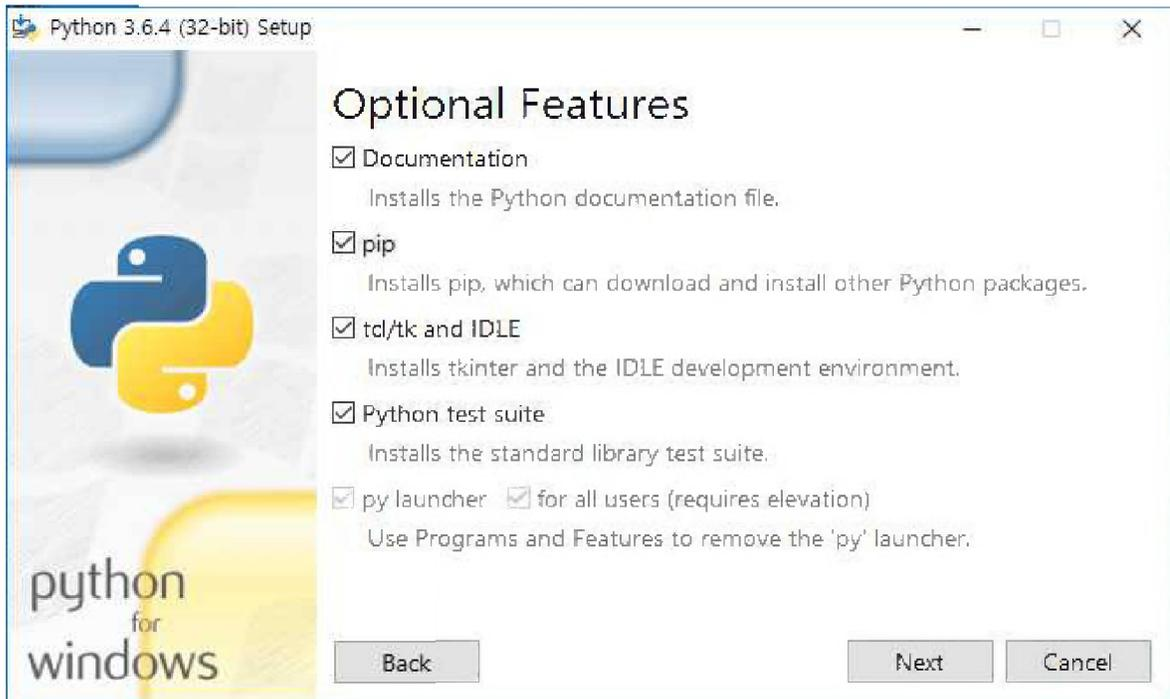 Python 3.6.4 (32-bit) Setup
Optional Features
Documentation
Installs the Python documentation file.
pip
Installs pip, which can download and install other Python packages.
tcl/tk and IDLE
Installs tkinter and the IDLE development environment.
Python test suite
Installs the standard library test suite.
py launcher for all users (requires elevation)
Use Programs and Features to remove the 'py' launcher.
python
for
windows
Back Next Cancel